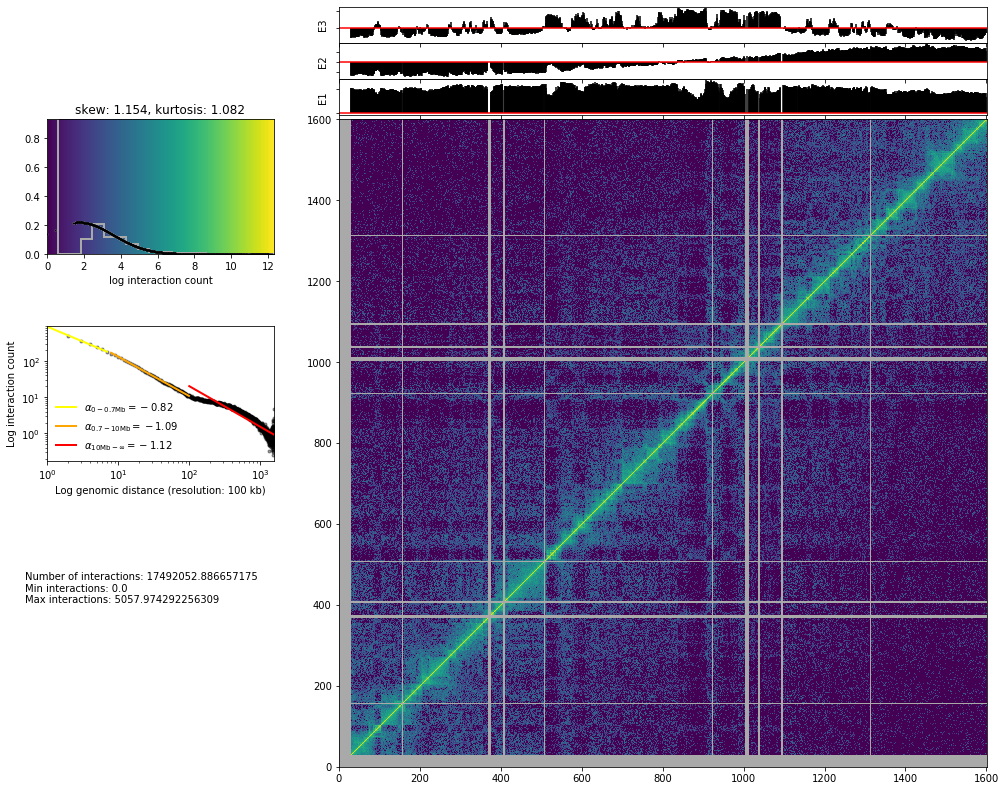 E3
E2
E1
skew: 1.154, kurtosis: 1.082
0.8
0.6
0.4
0.2
0.0
0 2 4 6 8 10 12
log interaction count
Log interaction count
10²
10¹
10⁰
α0−0.7Mb = −0.82
α0.7−10Mb = −1.09
α10Mb−∞ = −1.12
10⁰ 10¹ 10² 10³
Log genomic distance (resolution: 100 kb)
Number of interactions: 17492052.886657175
Min interactions: 0.0
Max interactions: 5057.974292256309
1600
1400
1200
1000
800
600
400
200
0
0 200 400 600 800 1000 1200 1400 1600